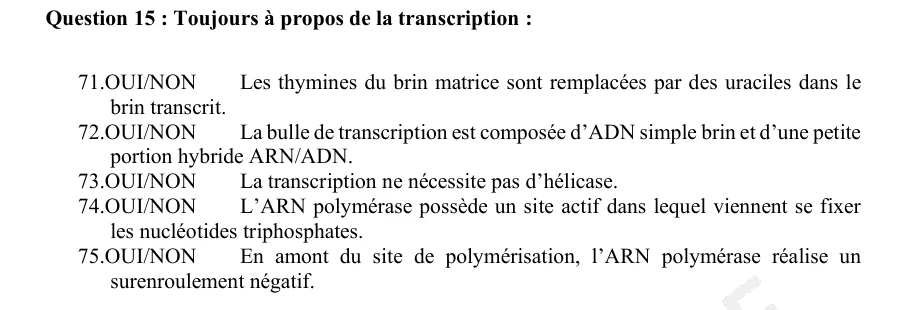 Question 15 : Toujours à propos de la transcription :
71.OUI/NON Les thymines du brin matrice sont remplacées par des uraciles dans le
brin transcrit.
72.OUI/NON La bulle de transcription est composée d’ADN simple brin et d’une petite
portion hybride ARN/ADN.
73.OUI/NON La transcription ne nécessite pas d’hélicase.
74.OUI/NON L’ARN polymérase possède un site actif dans lequel viennent se fixer
les nucléotides triphosphates.
75.OUI/NON En amont du site de polymérisation, l’ARN polymérase réalise un
surenroulement négatif.